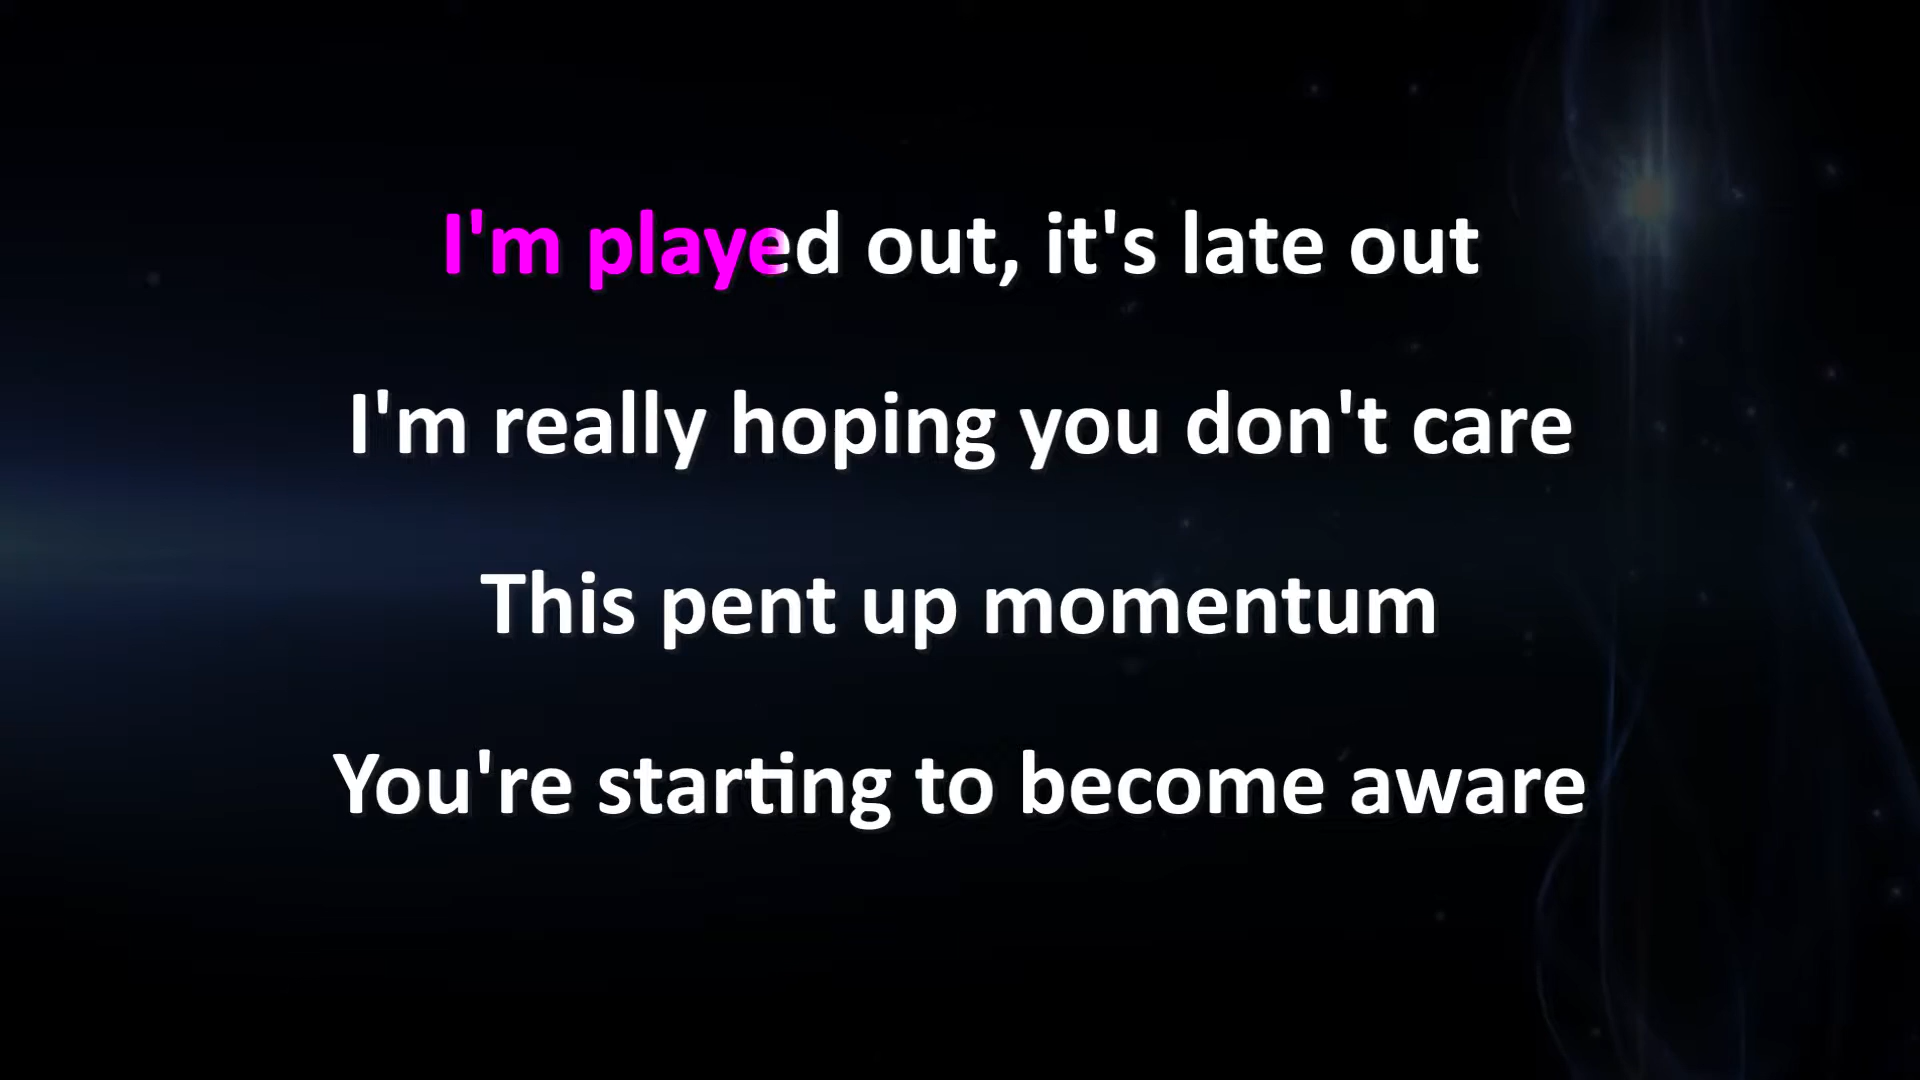 I'm played out, it's late out
I'm really hoping you don't care
This pent up momentum
You're starting to become aware